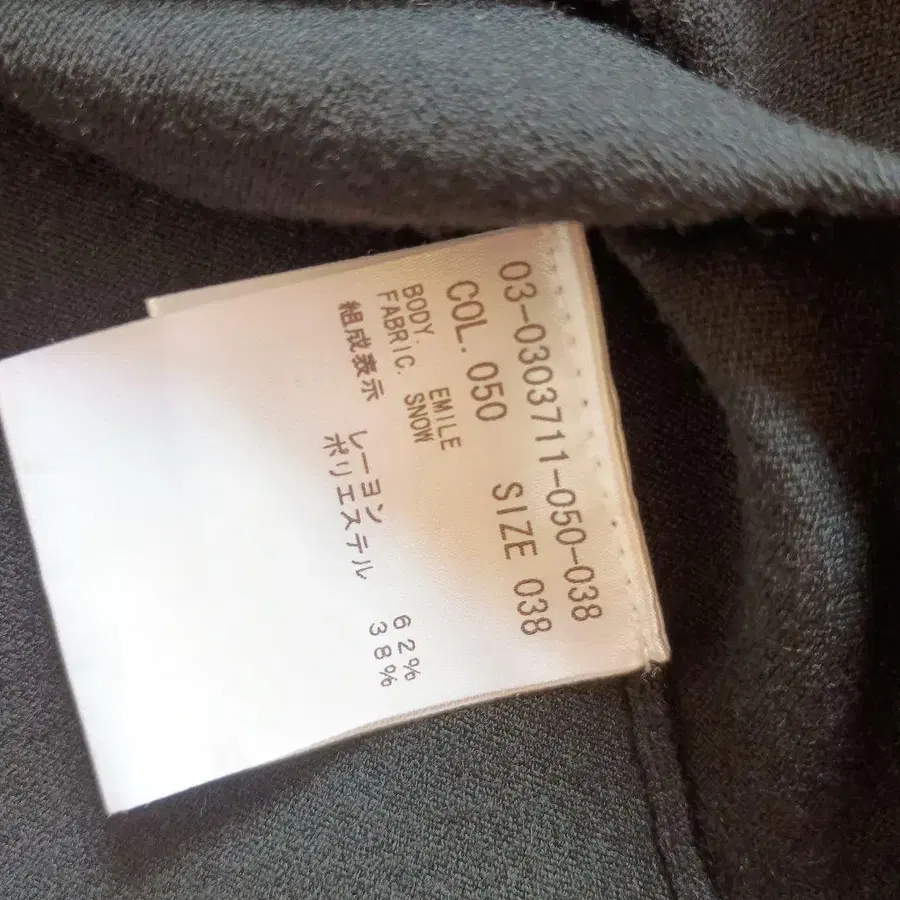 03-0303711-050-038
COL.050 SIZE 038
BODY. EMILE
FABRIC. SNOW
組成表示
レーヨン 62%
ポリエステル 38%